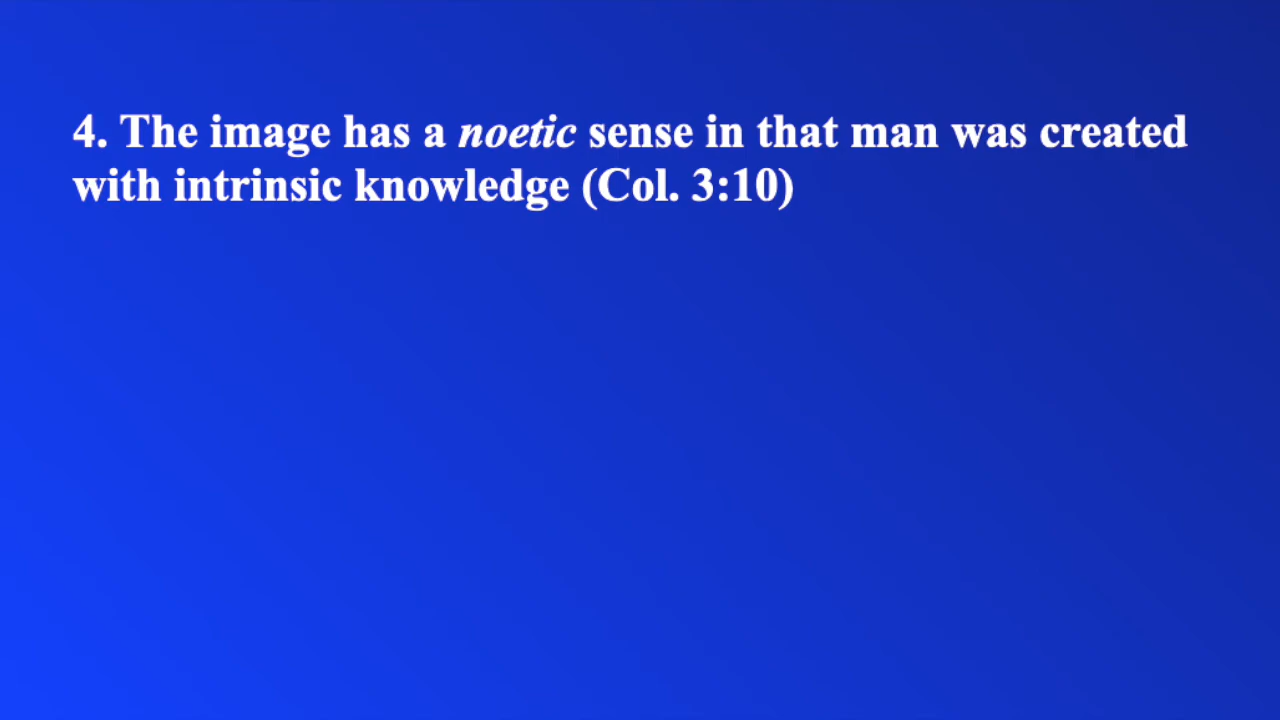 4. The image has a noetic sense in that man was created
with intrinsic knowledge (Col. 3:10)